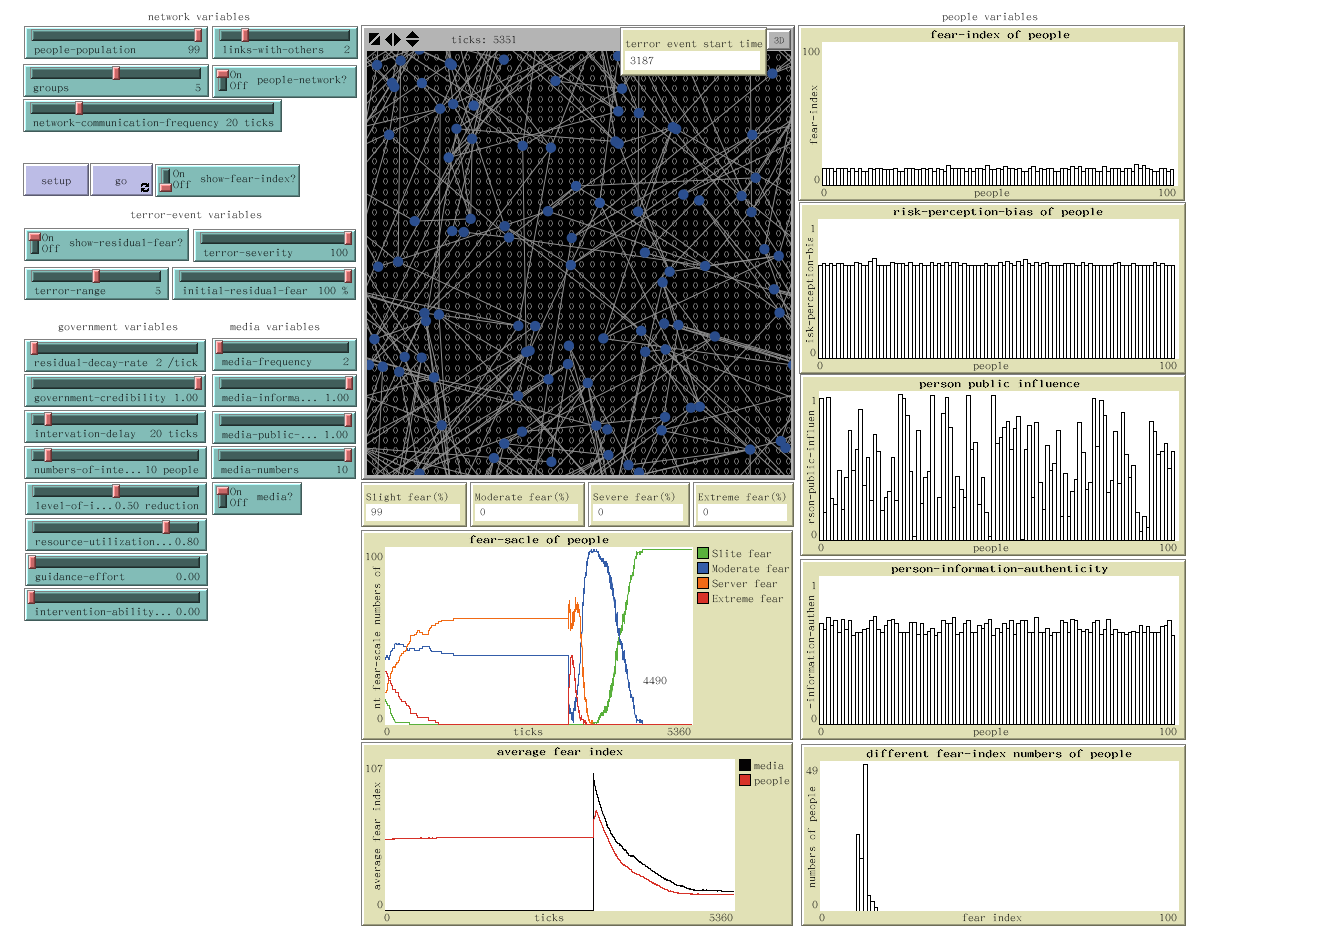 network variables
people-population 99
links-with-others 2
groups 5
On
Off
people-network?
network-communication-frequency 20 ticks
setup
go
On
Off
show-fear-index?
terror-event variables
On
Off
show-residual-fear?
terror-severity 100
terror-range 5
initial-residual-fear 100 %
government variables
residual-decay-rate 2 /tick
government-credibility 1.00
intervation-delay 20 ticks
numbers-of-inte... 10 people
level-of-i... 0.50 reduction
resource-utilization... 0.80
guidance-effort 0.00
intervention-ability... 0.00
media variables
media-frequency 2
media-informa... 1.00
media-public-... 1.00
media-numbers 10
On
Off
media?
ticks: 5351
3D
terror event start time
3187
Slight fear(%)
99
Moderate fear(%)
0
Severe fear(%)
0
Extreme fear(%)
0
fear-sacle of people
100
nt fear-scale numbers of
0
0
ticks
5360
4490
Slite fear
Moderate fear
Server fear
Extreme fear
average fear index
107
average fear index
0
0
ticks
5360
media
people
people variables
fear-index of people
100
fear-index
0
0
people
100
risk-perception-bias of people
1
isk-perception-bis
0
0
people
100
person public influence
1
rson-public-influen
0
0
people
100
person-information-authenticity
1
-information-authen
0
0
people
100
different fear-index numbers of people
49
numbers of people
0
0
fear index
100